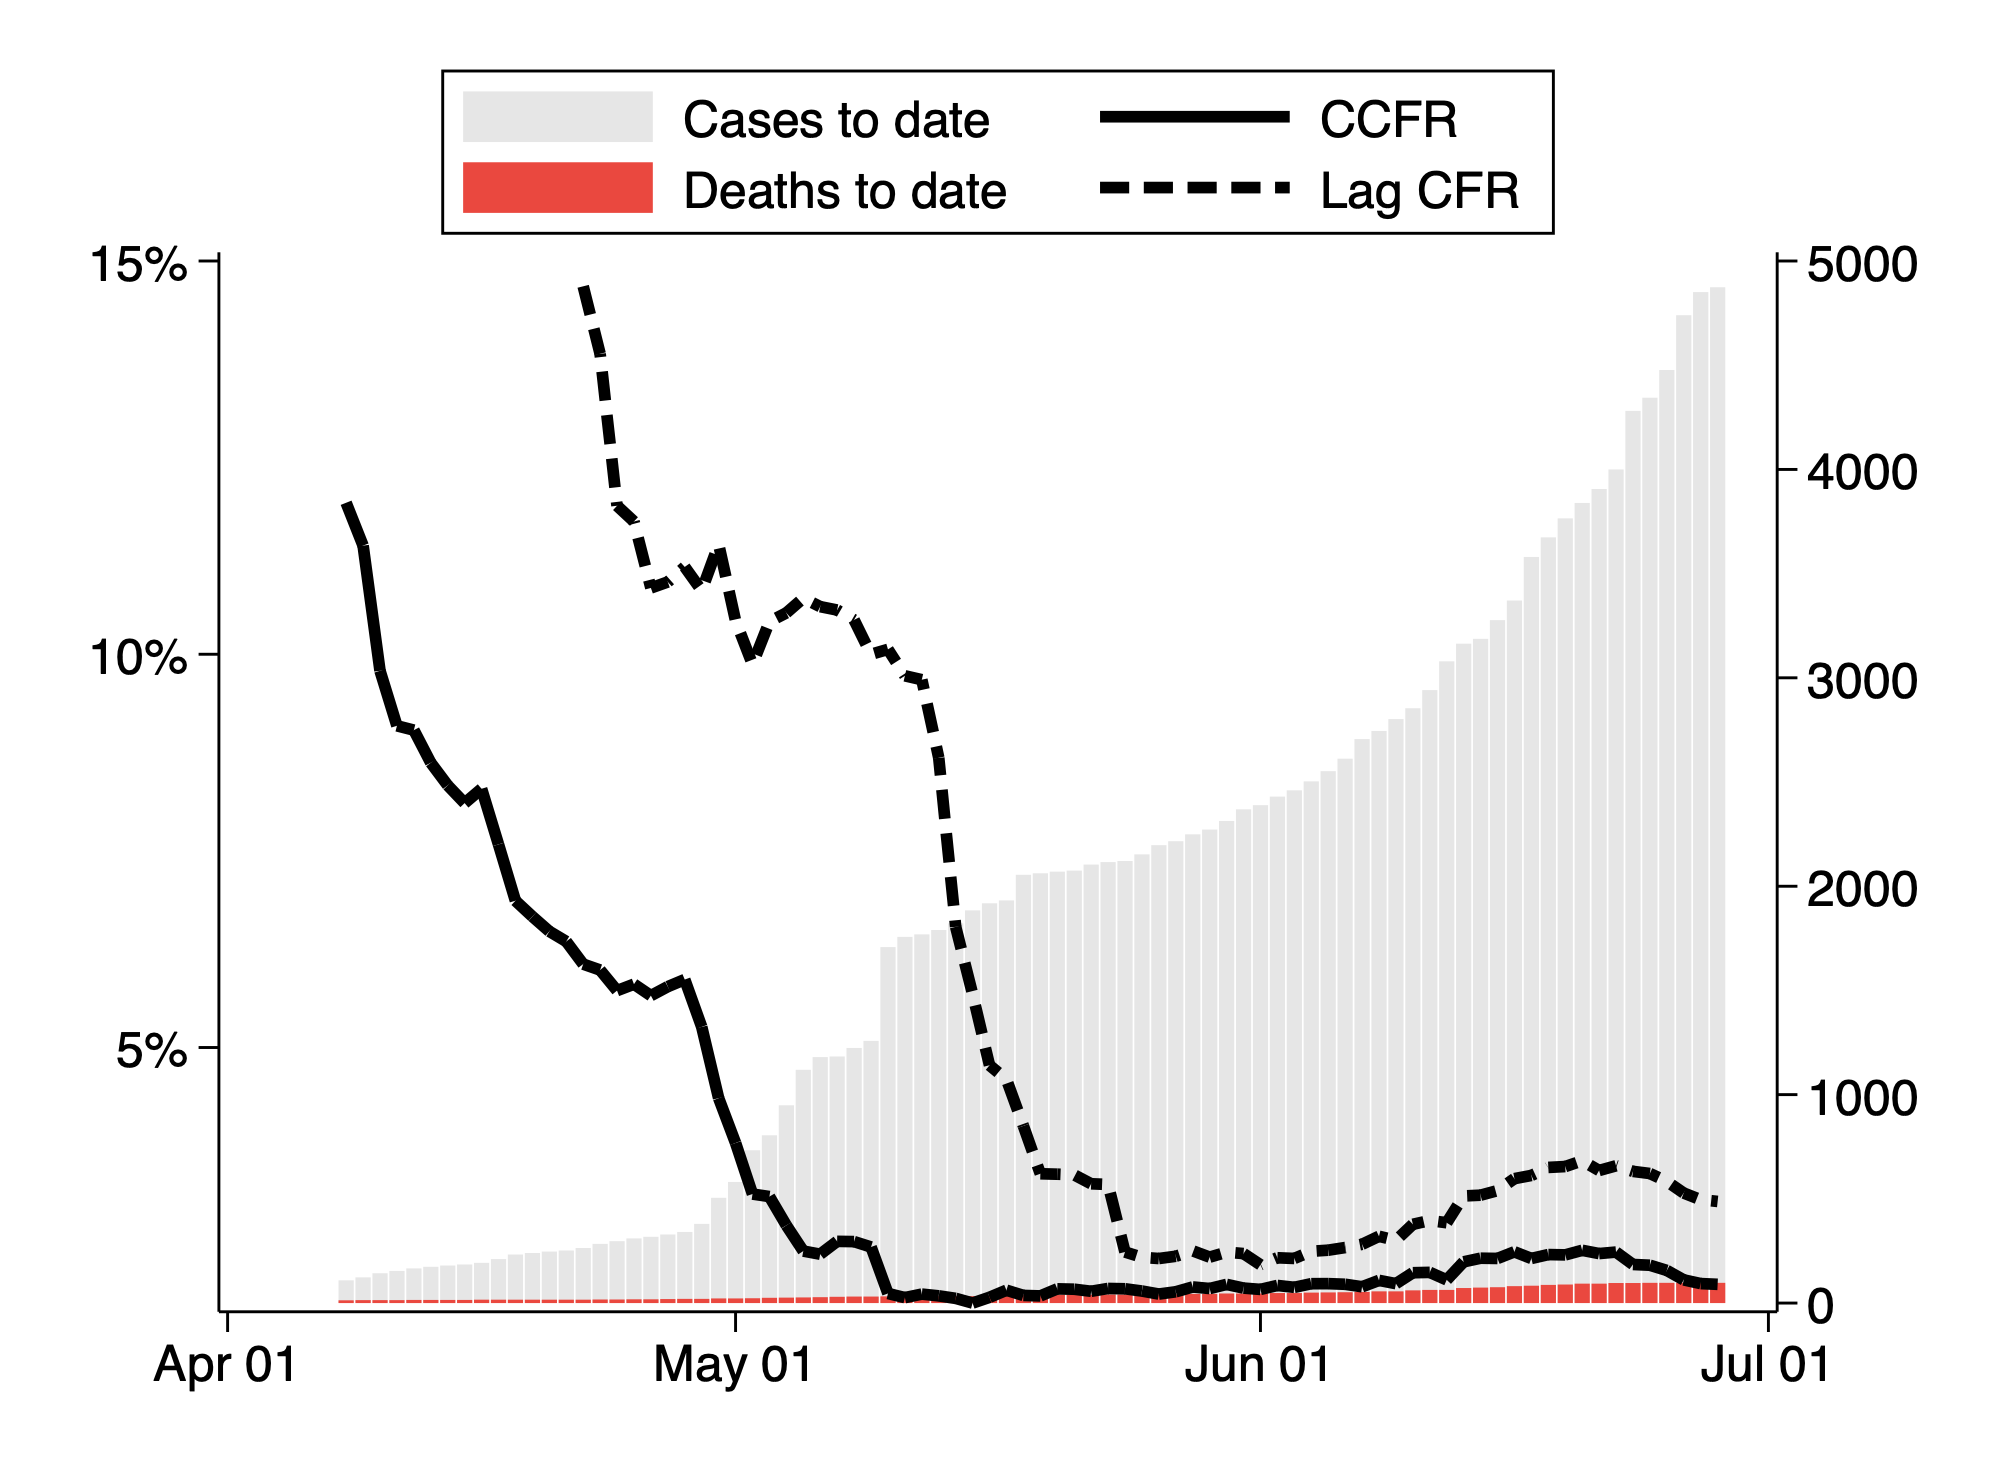 Cases to date
CCFR
Deaths to date
Lag CFR
15%
10%
5%
5000
4000
3000
2000
1000
0
Apr 01
May 01
Jun 01
Jul 01